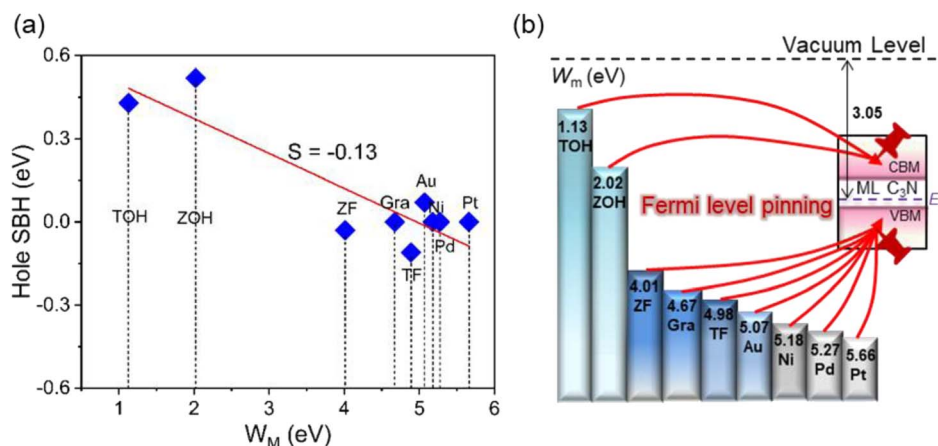 (a)
Hole SBH (eV)
0.6
0.3
0.0
-0.3
-0.6
S = -0.13
TOH
ZOH
ZF
Gra
TF
Au
Ni
Pd
Pt
1
2
3
4
5
6
W_M (eV)
(b)
Vacuum Level
W_m (eV)
3.05
1.13
TOH
2.02
ZOH
Fermi level pinning
CBM
ML C₃N
E
VBM
4.01
ZF
4.67
Gra
4.98
TF
5.07
Au
5.18
Ni
5.27
Pd
5.66
Pt